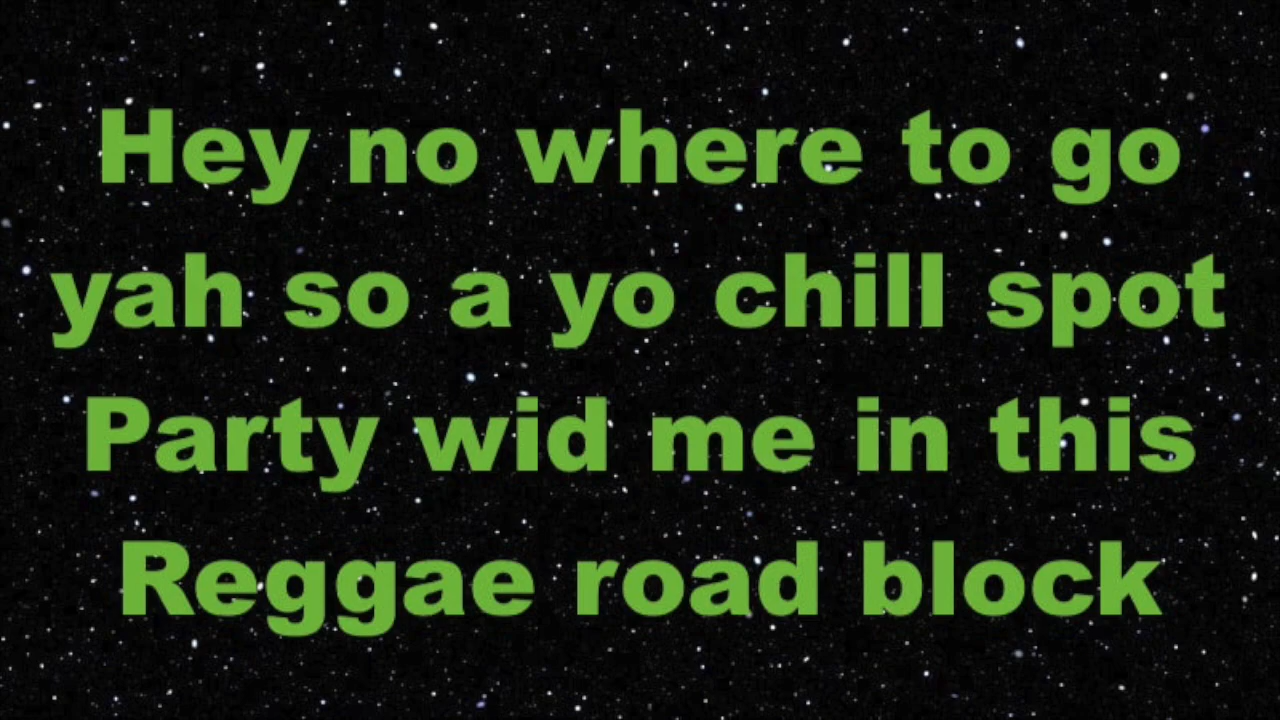 Hey no where to go
yah so a yo chill spot
Party wid me in this
Reggae road block